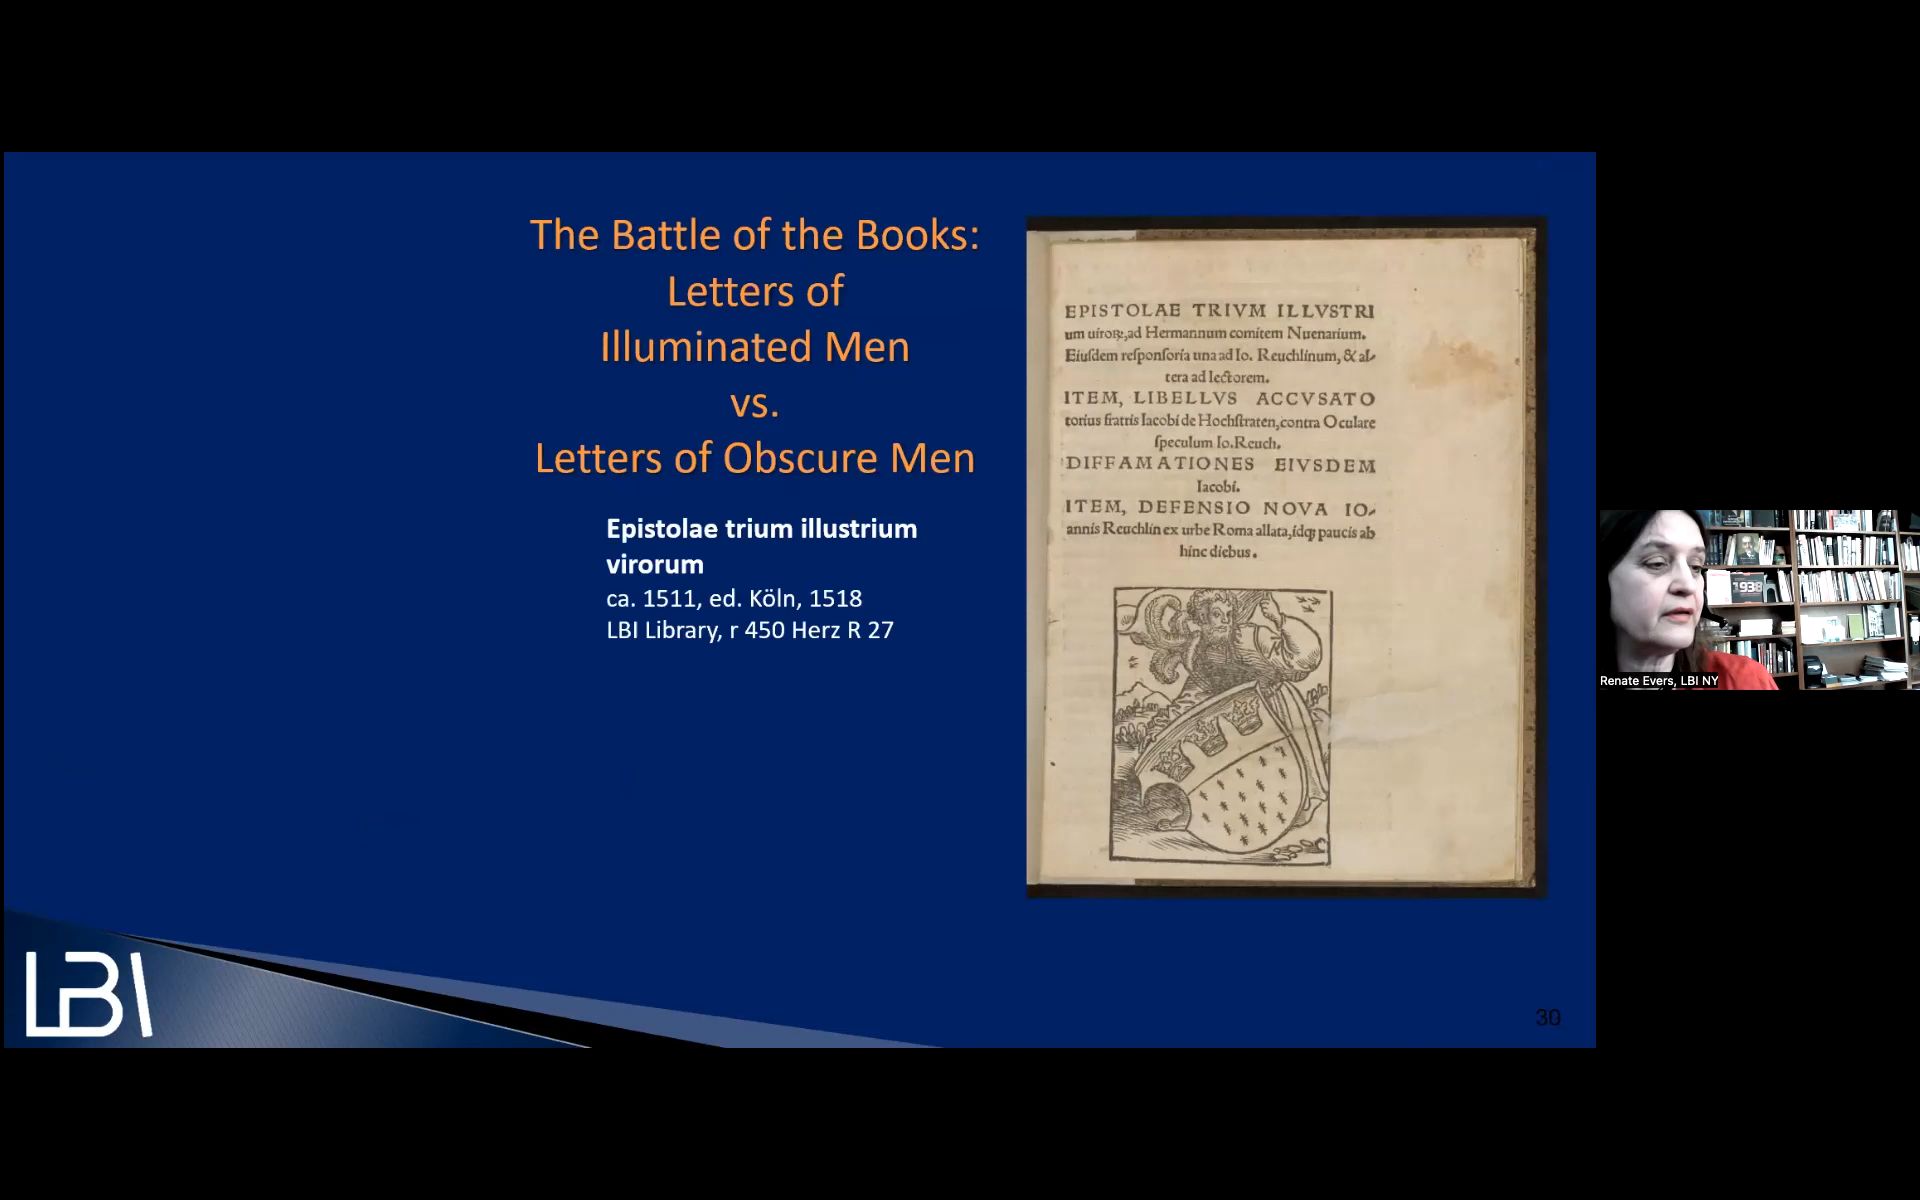 The Battle of the Books:
Letters of
Illuminated Men
vs.
Letters of Obscure Men
Epistolae trium illustrium
virorum
ca. 1511, ed. Köln, 1518
LBI Library, r 450 Herz R 27
EPISTOLAE TRIVM ILLVSTRI
um uiroꝝ,ad Hermannum comitem Nuenarium.
Eiuſdem reſponſoria una ad Io. Reuchlinum, & al-
tera ad lectorem.
ITEM, LIBELLVS ACCVSATO
torius fratris Iacobi de Hochſtraten,contra Oculare
ſpeculum Io.Reuch.
DIFFAMATIONES EIVSDEM
Iacobi.
ITEM, DEFENSIO NOVA IO-
annis Reuchlin ex urbe Roma allata,idqꝫ paucis ab
hinc diebus.
1938
Renate Evers, LBI NY
LBI
30